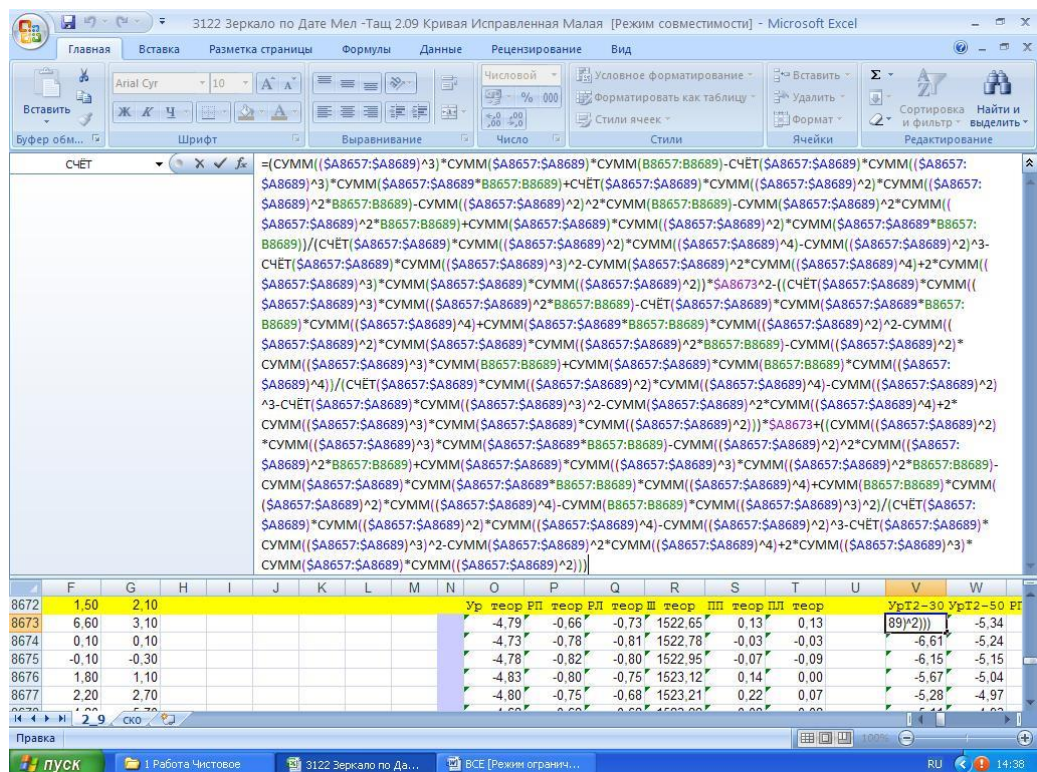 3122 Зеркало по Дате Мел -Тащ 2.09 Кривая Исправленная Малая [Режим совместимости] - Microsoft Excel
Главная Вставка Разметка страницы Формулы Данные Рецензирование Вид
Вставить Arial Cyr 10 Числовой Условное форматирование Вставить Σ
Ж К Ч % 000 Форматировать как таблицу Удалить Сортировка и фильтр Найти и выделить
Стили ячеек Формат
Буфер обм... Шрифт Выравнивание Число Стили Ячейки Редактирование
СЧЁТ fx =(СУММ(($A8657:$A8689)^3)*СУММ($A8657:$A8689)*СУММ(B8657:B8689)-СЧЁТ($A8657:$A8689)*СУММ(($A8657:
$A8689)^3)*СУММ($A8657:$A8689*B8657:B8689)+СЧЁТ($A8657:$A8689)*СУММ(($A8657:$A8689)^2)*СУММ(($A8657:
$A8689)^2*B8657:B8689)-СУММ(($A8657:$A8689)^2)^2*СУММ(B8657:B8689)-СУММ($A8657:$A8689)^2*СУММ((
$A8657:$A8689)^2*B8657:B8689)+СУММ($A8657:$A8689)*СУММ(($A8657:$A8689)^2)*СУММ($A8657:$A8689*B8657:
B8689))/(СЧЁТ($A8657:$A8689)*СУММ(($A8657:$A8689)^2)*СУММ(($A8657:$A8689)^4)-СУММ(($A8657:$A8689)^2)^3-
СЧЁТ($A8657:$A8689)*СУММ(($A8657:$A8689)^3)^2-СУММ($A8657:$A8689)^2*СУММ(($A8657:$A8689)^4)+2*СУММ((
$A8657:$A8689)^3)*СУММ($A8657:$A8689)*СУММ(($A8657:$A8689)^2))*$A8673^2-((СЧЁТ($A8657:$A8689)*СУММ((
$A8657:$A8689)^3)*СУММ(($A8657:$A8689)^2*B8657:B8689)-СЧЁТ($A8657:$A8689)*СУММ($A8657:$A8689*B8657:
B8689)*СУММ(($A8657:$A8689)^4)+СУММ($A8657:$A8689*B8657:B8689)*СУММ(($A8657:$A8689)^2)^2-СУММ((
$A8657:$A8689)^2)*СУММ($A8657:$A8689)*СУММ(($A8657:$A8689)^2*B8657:B8689)-СУММ(($A8657:$A8689)^2)*
СУММ(($A8657:$A8689)^3)*СУММ(B8657:B8689)+СУММ($A8657:$A8689)*СУММ(B8657:B8689)*СУММ(($A8657:
$A8689)^4))/(СЧЁТ($A8657:$A8689)*СУММ(($A8657:$A8689)^2)*СУММ(($A8657:$A8689)^4)-СУММ(($A8657:$A8689)^2)
^3-СЧЁТ($A8657:$A8689)*СУММ(($A8657:$A8689)^3)^2-СУММ($A8657:$A8689)^2*СУММ(($A8657:$A8689)^4)+2*
СУММ(($A8657:$A8689)^3)*СУММ($A8657:$A8689)*СУММ(($A8657:$A8689)^2)))*$A8673+((СУММ(($A8657:$A8689)^2)
*СУММ(($A8657:$A8689)^3)*СУММ($A8657:$A8689*B8657:B8689)-СУММ(($A8657:$A8689)^2)^2*СУММ(($A8657:
$A8689)^2*B8657:B8689)+СУММ($A8657:$A8689)*СУММ(($A8657:$A8689)^3)*СУММ(($A8657:$A8689)^2*B8657:B8689)-
СУММ($A8657:$A8689)*СУММ($A8657:$A8689*B8657:B8689)*СУММ(($A8657:$A8689)^4)+СУММ(B8657:B8689)*СУММ(
($A8657:$A8689)^2)*СУММ(($A8657:$A8689)^4)-СУММ(B8657:B8689)*СУММ(($A8657:$A8689)^3)^2)/(СЧЁТ($A8657:
$A8689)*СУММ(($A8657:$A8689)^2)*СУММ(($A8657:$A8689)^4)-СУММ(($A8657:$A8689)^2)^3-СЧЁТ($A8657:$A8689)*
СУММ(($A8657:$A8689)^3)^2-СУММ($A8657:$A8689)^2*СУММ(($A8657:$A8689)^4)+2*СУММ(($A8657:$A8689)^3)*
СУММ($A8657:$A8689)*СУММ(($A8657:$A8689)^2)))
F G H I J K L M N O P Q R S T U V W
8672 1,50 2,10 Ур теор РП теор РЛ теор Ш теор ПП теор ПЛ теор УрТ2-30 УрТ2-50
8673 6,60 3,10 -4,79 -0,66 -0,73 1522,65 0,13 0,13 89)^2))) -5,34
8674 0,10 0,10 -4,73 -0,78 -0,81 1522,78 -0,03 -0,03 -6,61 -5,24
8675 -0,10 -0,30 -4,78 -0,82 -0,80 1522,95 -0,07 -0,09 -6,15 -5,15
8676 1,80 1,10 -4,83 -0,80 -0,75 1523,12 0,14 0,00 -5,67 -5,04
8677 2,20 2,70 -4,80 -0,75 -0,68 1523,21 0,22 0,07 -5,28 -4,97
2_9 СКО
Правка 100%
пуск 1 Работа Чистовое 3122 Зеркало по Да... ВСЕ [Режим огранич... RU 14:38